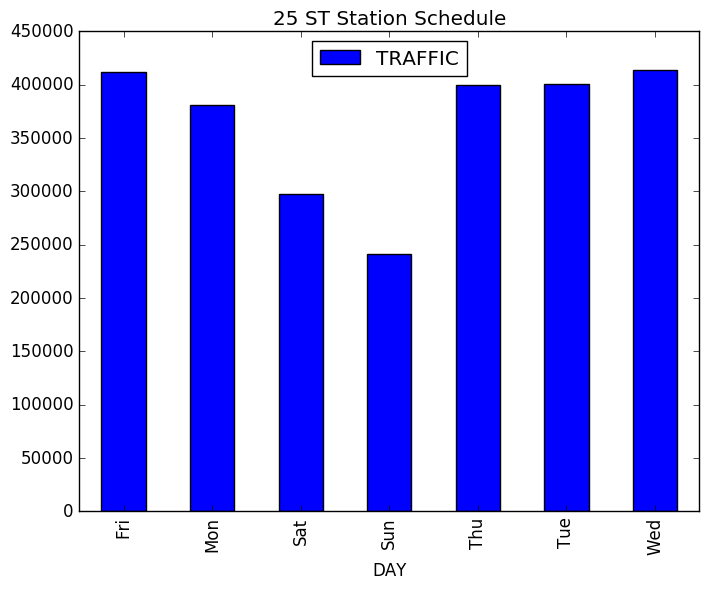 25 ST Station Schedule
TRAFFIC
450000
400000
350000
300000
250000
200000
150000
100000
50000
0
Fri
Mon
Sat
Sun
Thu
Tue
Wed
DAY